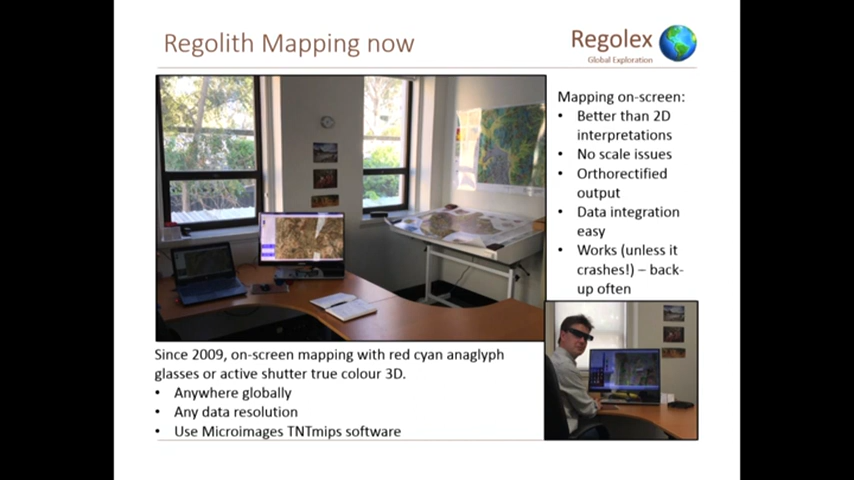 Regolith Mapping now
Regolex
Global Exploration
Mapping on-screen:
• Better than 2D
interpretations
• No scale issues
• Orthorectified
output
• Data integration
easy
• Works (unless it
crashes!) – back-
up often
Since 2009, on-screen mapping with red cyan anaglyph
glasses or active shutter true colour 3D.
• Anywhere globally
• Any data resolution
• Use Microimages TNTmips software